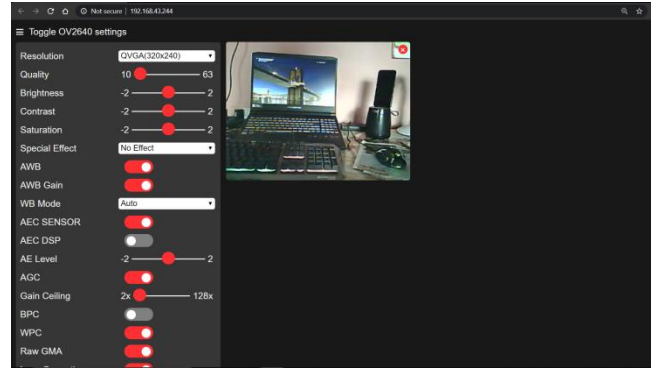 Not secure | 192.168.43.244
Toggle OV2640 settings
Resolution QVGA(320x240)
Quality 10 63
Brightness -2 2
Contrast -2 2
Saturation -2 2
Special Effect No Effect
AWB
AWB Gain
WB Mode Auto
AEC SENSOR
AEC DSP
AE Level -2 2
AGC
Gain Ceiling 2x 128x
BPC
WPC
Raw GMA